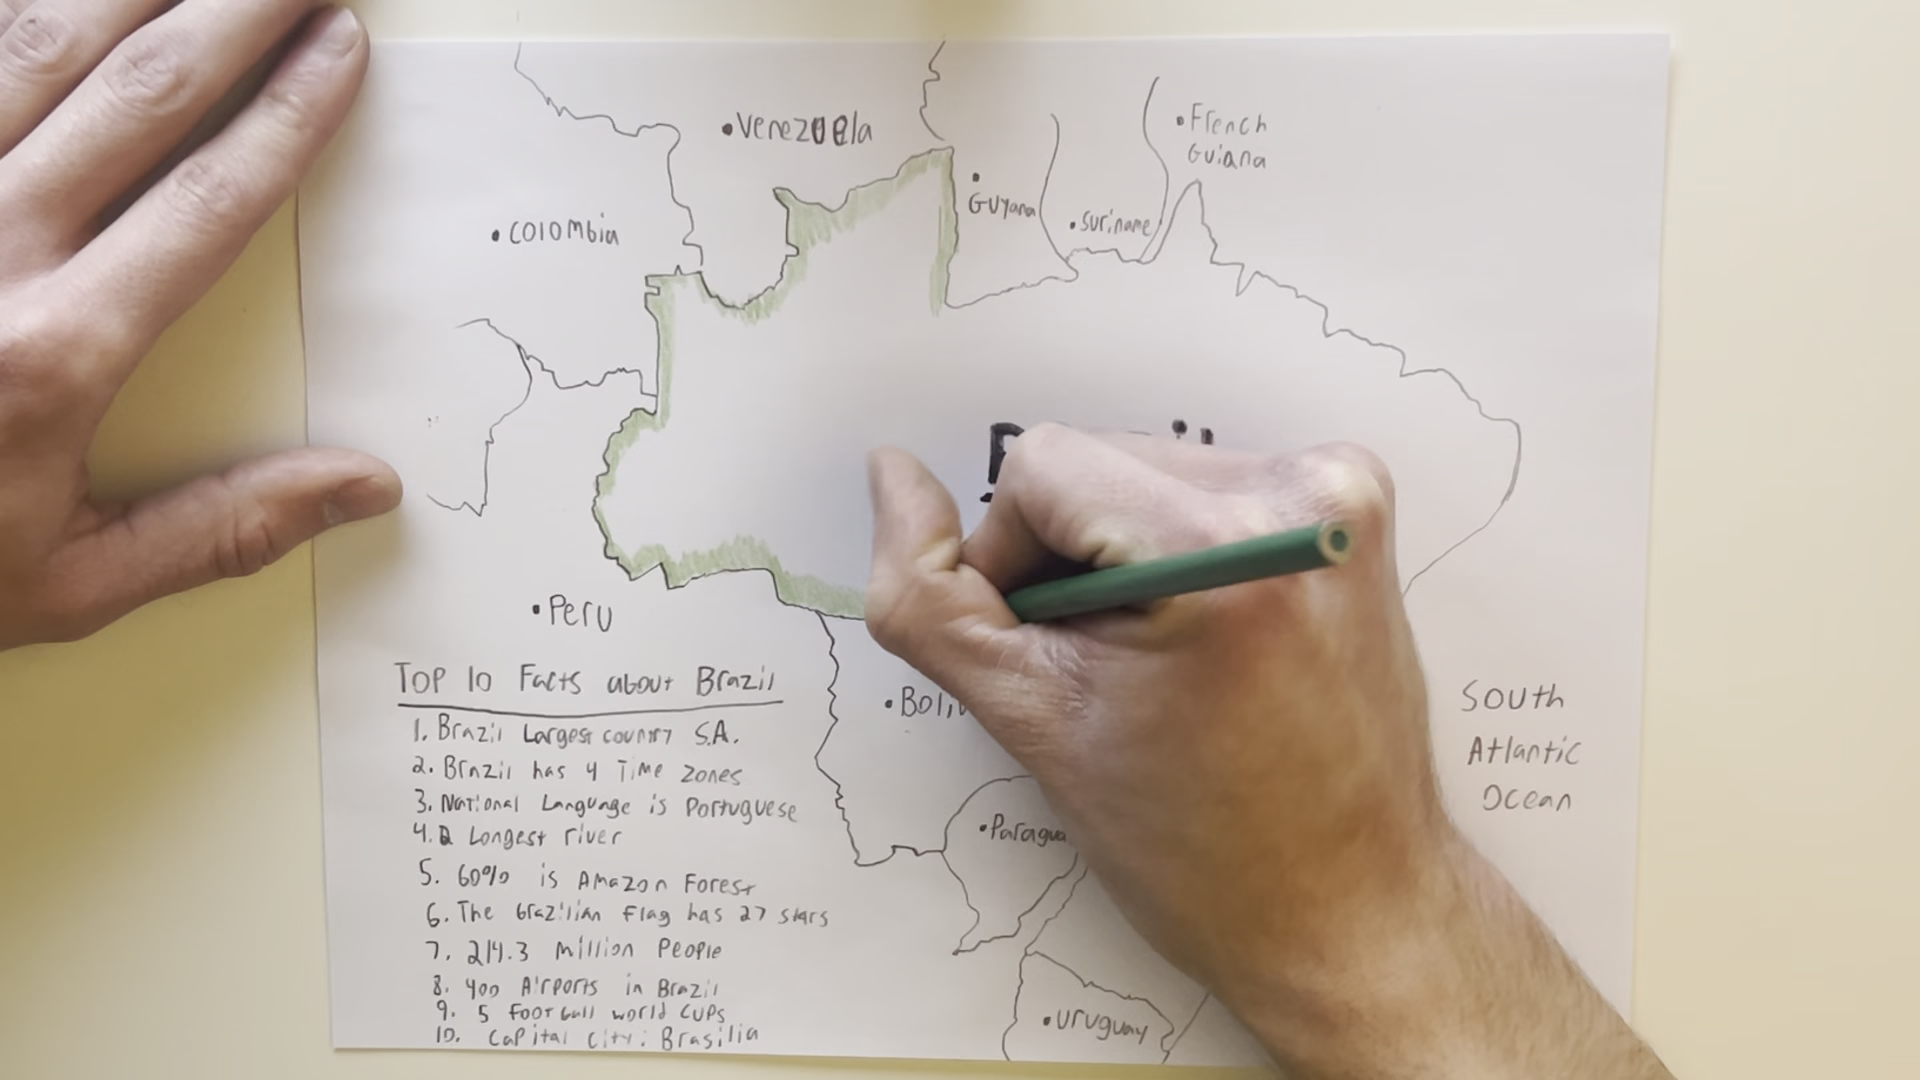 • Venezuela
• French
Guiana
• Guyana
• Suriname
• Colombia
• Peru
Top 10 Facts about Brazil
1. Brazil Largest country S.A.
2. Brazil has 4 Time Zones
3. National Language is Portuguese
4. 2 Longest river
5. 60% is Amazon Forest
6. The Brazilian Flag has 27 stars
7. 214.3 Million People
8. 400 Airports in Brazil
9. 5 Football world Cups
10. Capital City: Brasilia
• Boliv
• Paragua
• Uruguay
South
Atlantic
Ocean